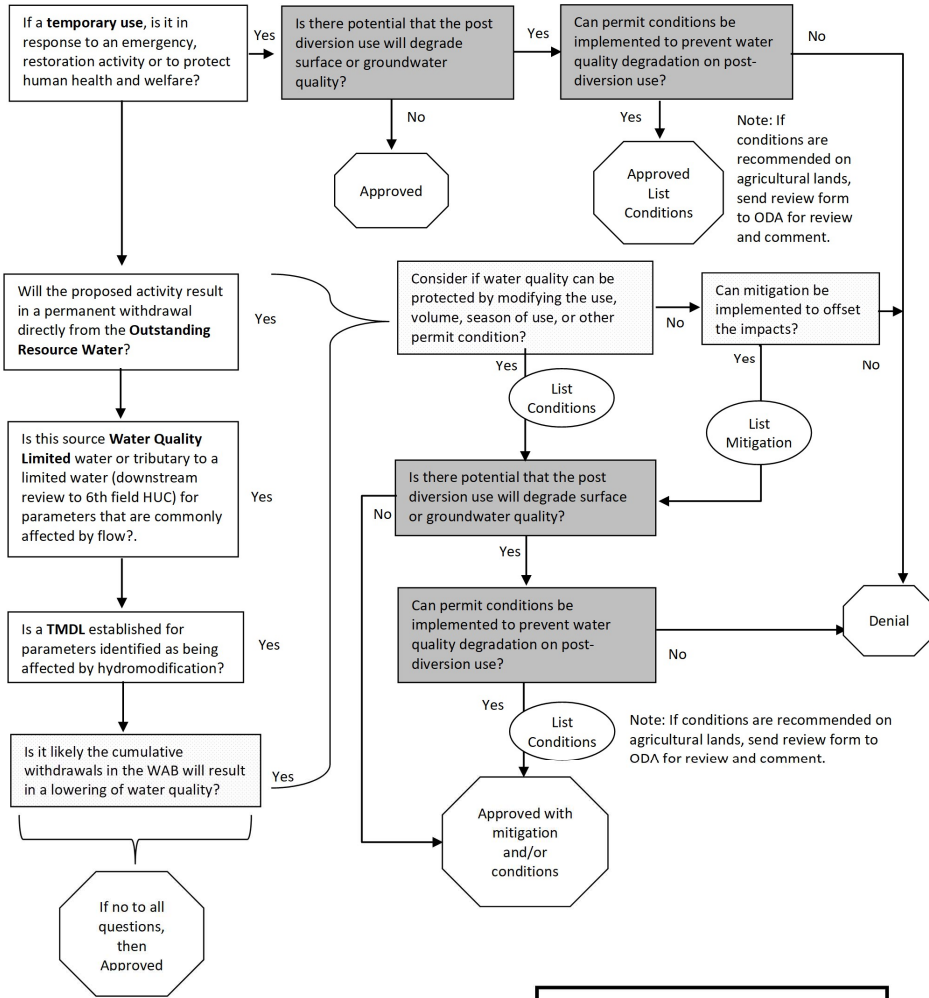 If a temporary use, is it in
response to an emergency,
restoration activity or to protect
human health and welfare?
Yes
Is there potential that the post
diversion use will degrade
surface or groundwater
quality?
Yes
Can permit conditions be
implemented to prevent water
quality degradation on post-
diversion use?
No
No
Approved
Yes
Approved
List
Conditions
Note: If
conditions are
recommended on
agricultural lands,
send review form
to ODA for review
and comment.
Will the proposed activity result
in a permanent withdrawal
directly from the Outstanding
Resource Water?
Yes
Consider if water quality can be
protected by modifying the use,
volume, season of use, or other
permit condition?
No
Can mitigation be
implemented to offset
the impacts?
No
Yes
List
Conditions
Yes
List
Mitigation
Is this source Water Quality
Limited water or tributary to a
limited water (downstream
review to 6th field HUC) for
parameters that are commonly
affected by flow?.
Yes
Is there potential that the post
diversion use will degrade surface
or groundwater quality?
No
Yes
Is a TMDL established for
parameters identified as being
affected by hydromodification?
Yes
Can permit conditions be
implemented to prevent water
quality degradation on post-
diversion use?
No
Denial
Yes
List
Conditions
Note: If conditions are recommended on
agricultural lands, send review form to
ODA for review and comment.
Is it likely the cumulative
withdrawals in the WAB will result
in a lowering of water quality?
Yes
Approved with
mitigation
and/or
conditions
If no to all
questions,
then
Approved